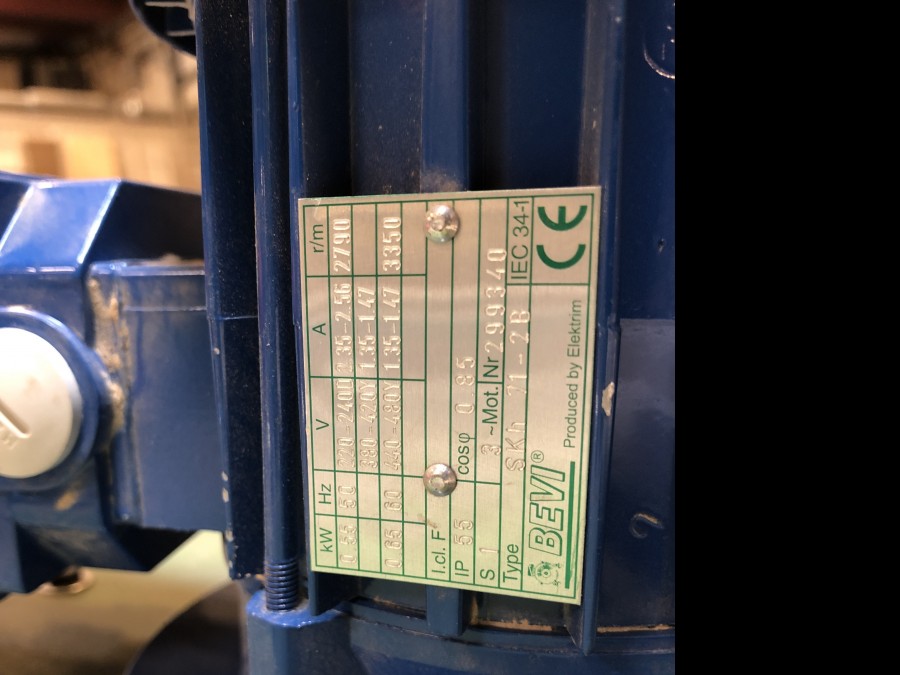 kW Hz V A r/m
0.55 50 220-240D 2.35-2.56 2790
380-420Y 1.35-1.47
0.65 60 440-480Y 1.35-1.47 3350
I.cl. F
IP 55 cosφ 0.85
S 1 3 ~Mot. Nr 299340
Type SKh 71-2B IEC 34-1
BEVI® Produced by Elektrim CE